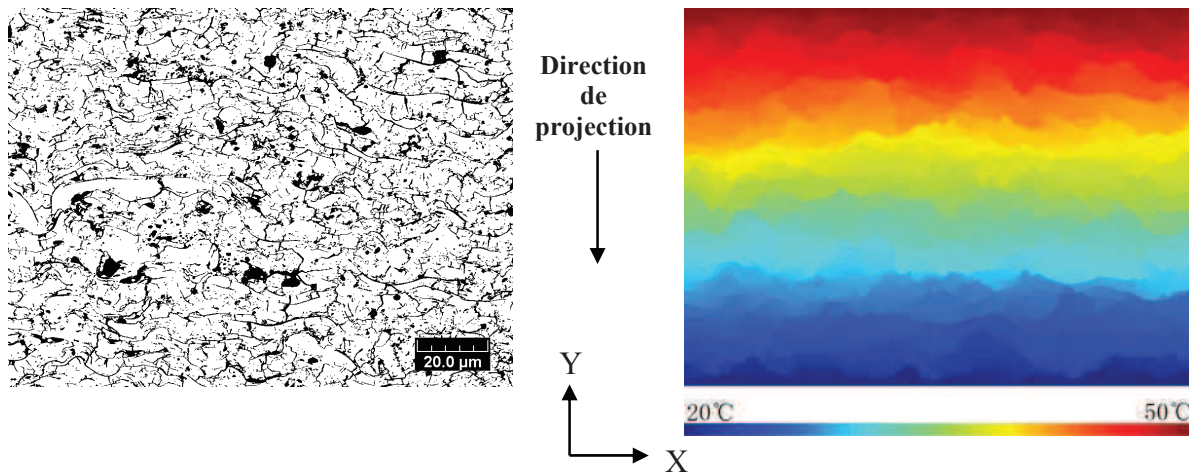 Direction
de
projection
20.0 µm
Y
X
20℃
50℃